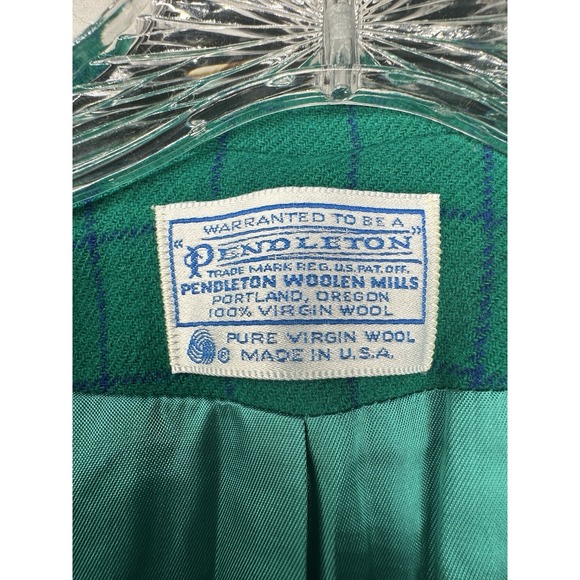 WARRANTED TO BE A
"PENDLETON"
TRADE MARK REG. U.S. PAT. OFF.
PENDLETON WOOLEN MILLS
PORTLAND, OREGON
100% VIRGIN WOOL
® PURE VIRGIN WOOL
MADE IN U.S.A.